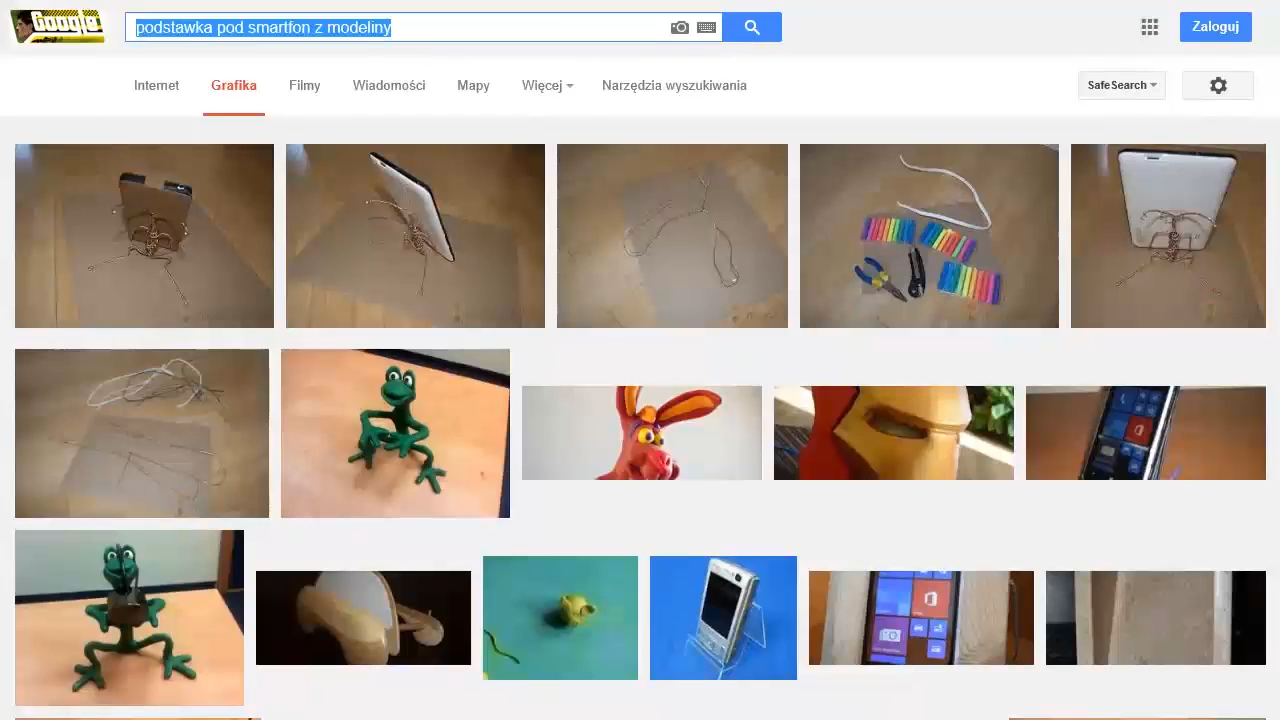 Google
podstawka pod smartfon z modeliny
Zaloguj
Internet
Grafika
Filmy
Wiadomości
Mapy
Więcej
Narzędzia wyszukiwania
SafeSearch